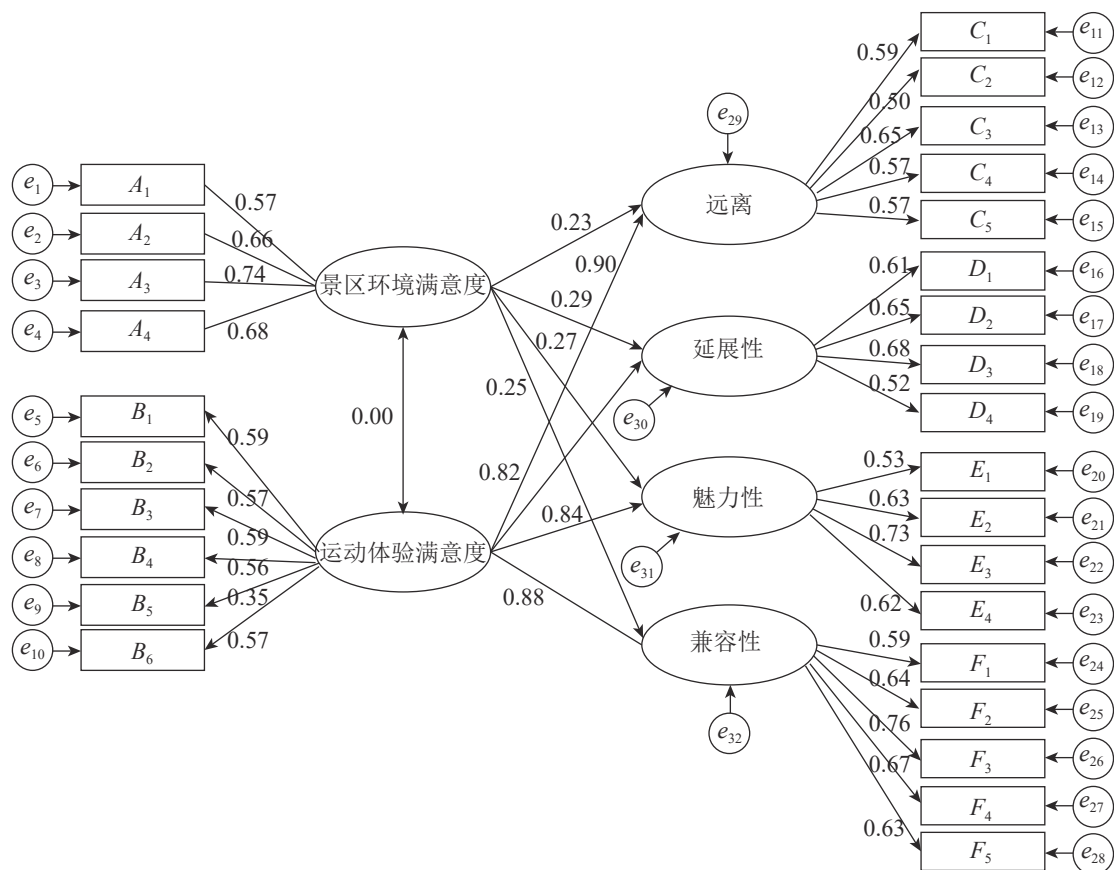 e₁ A₁ 0.57
e₂ A₂ 0.66
e₃ A₃ 0.74
e₄ A₄ 0.68
景区环境满意度
0.00
e₅ B₁ 0.59
e₆ B₂ 0.57
e₇ B₃ 0.59
e₈ B₄ 0.56
e₉ B₅ 0.35
e₁₀ B₆ 0.57
运动体验满意度
0.23
0.90
0.29
0.27
0.25
0.82
0.84
0.88
e₂₉
远离
延展性
e₃₀
魅力性
e₃₁
兼容性
e₃₂
0.59 C₁ e₁₁
0.50 C₂ e₁₂
0.65 C₃ e₁₃
0.57 C₄ e₁₄
0.57 C₅ e₁₅
0.61 D₁ e₁₆
0.65 D₂ e₁₇
0.68 D₃ e₁₈
0.52 D₄ e₁₉
0.53 E₁ e₂₀
0.63 E₂ e₂₁
0.73 E₃ e₂₂
0.62 E₄ e₂₃
0.59 F₁ e₂₄
0.64 F₂ e₂₅
0.76 F₃ e₂₆
0.67 F₄ e₂₇
0.63 F₅ e₂₈